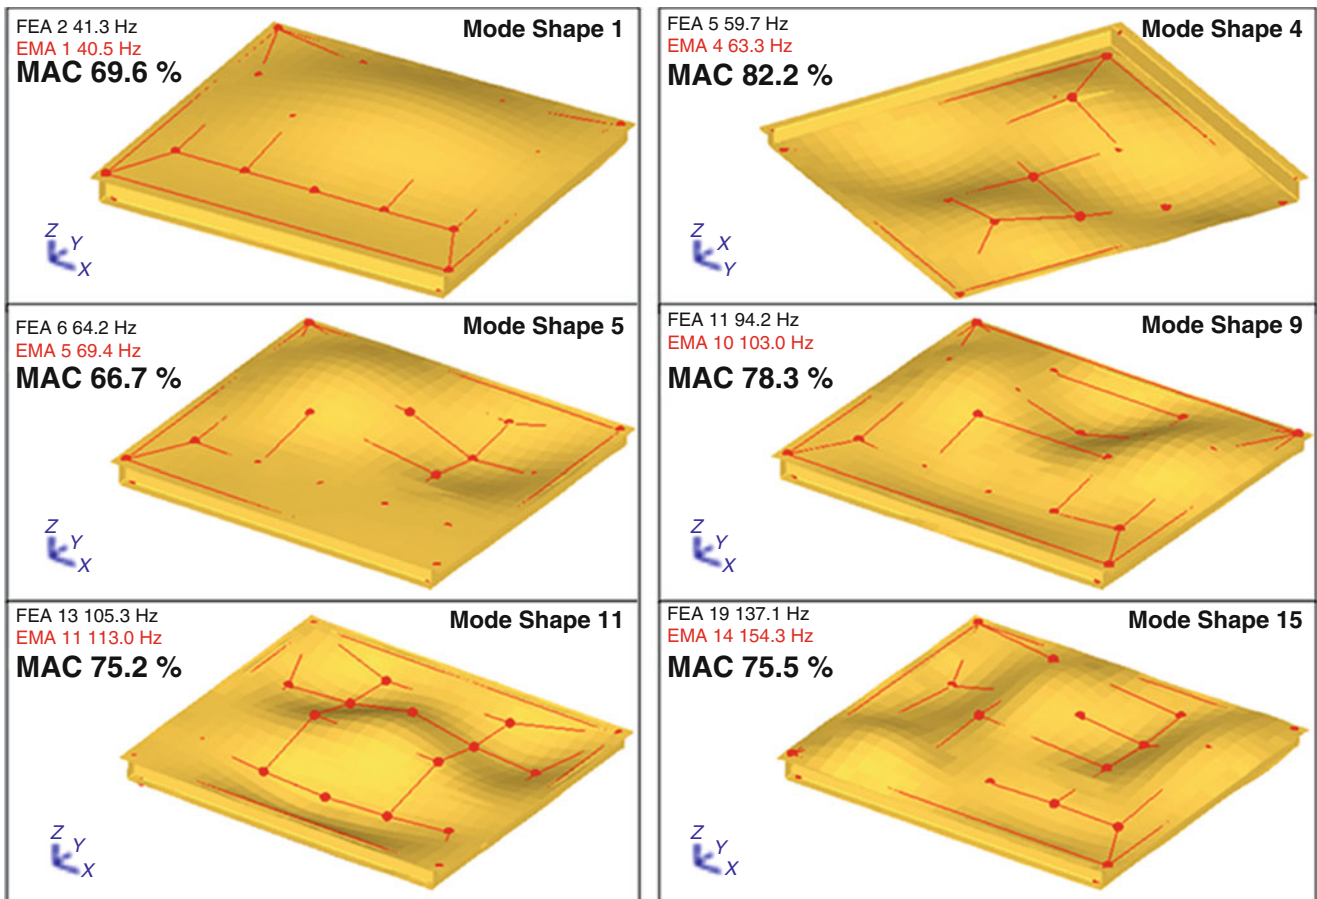 FEA 2 41.3 Hz
EMA 1 40.5 Hz
MAC 69.6 %
Mode Shape 1
Z
Y
X
FEA 5 59.7 Hz
EMA 4 63.3 Hz
MAC 82.2 %
Mode Shape 4
Z
X
Y
FEA 6 64.2 Hz
EMA 5 69.4 Hz
MAC 66.7 %
Mode Shape 5
Z
Y
X
FEA 11 94.2 Hz
EMA 10 103.0 Hz
MAC 78.3 %
Mode Shape 9
Z
Y
X
FEA 13 105.3 Hz
EMA 11 113.0 Hz
MAC 75.2 %
Mode Shape 11
Z
Y
X
FEA 19 137.1 Hz
EMA 14 154.3 Hz
MAC 75.5 %
Mode Shape 15
Z
Y
X